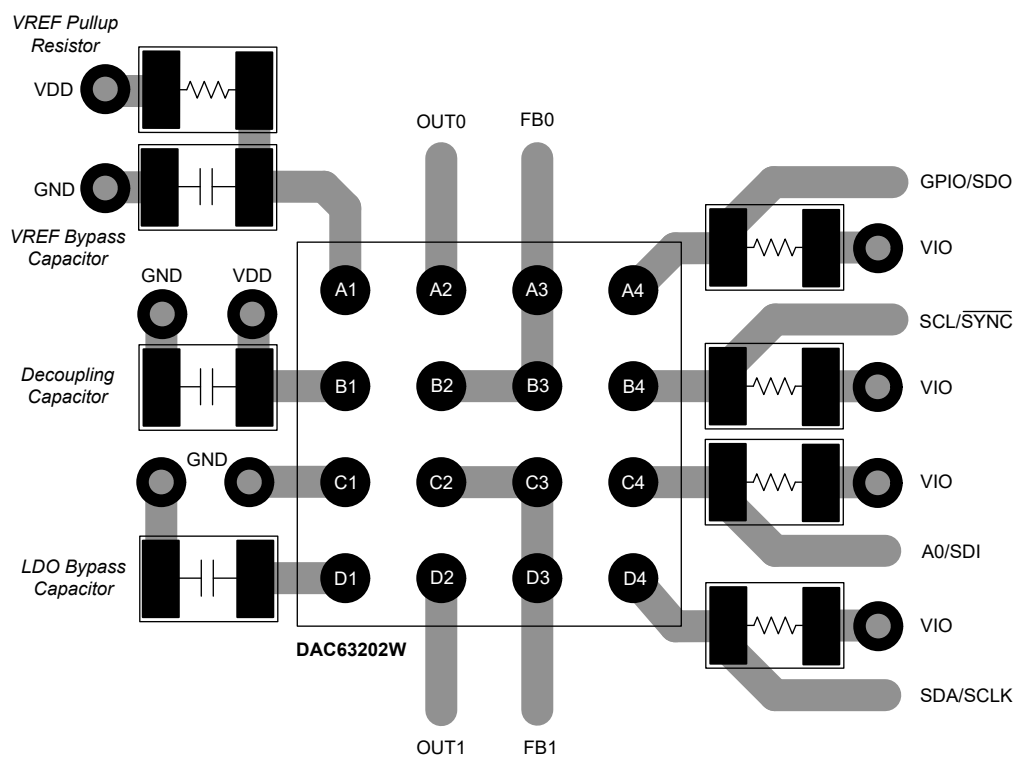 VREF Pullup
Resistor
VDD
GND
VREF Bypass
Capacitor
OUT0
FB0
GPIO/SDO
VIO
GND
VDD
A1
A2
A3
A4
SCL/SYNC
Decoupling
Capacitor
B1
B2
B3
B4
VIO
GND
C1
C2
C3
C4
VIO
LDO Bypass
Capacitor
D1
D2
D3
D4
A0/SDI
VIO
DAC63202W
SDA/SCLK
OUT1
FB1